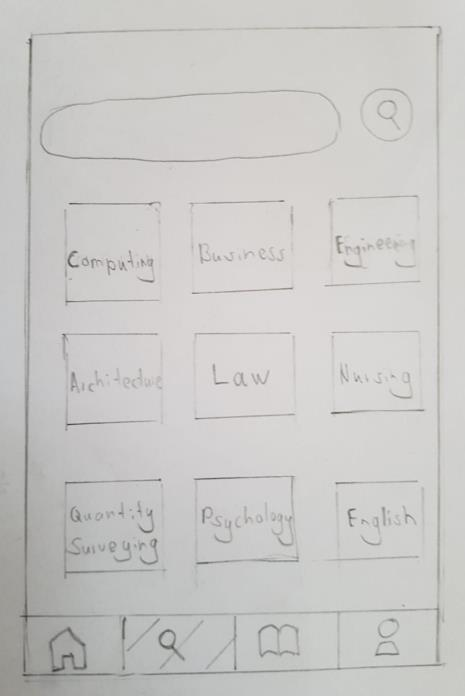 Computing
Business
Engineering
Architecture
Law
Nursing
Quantity
Surveying
Psychology
English